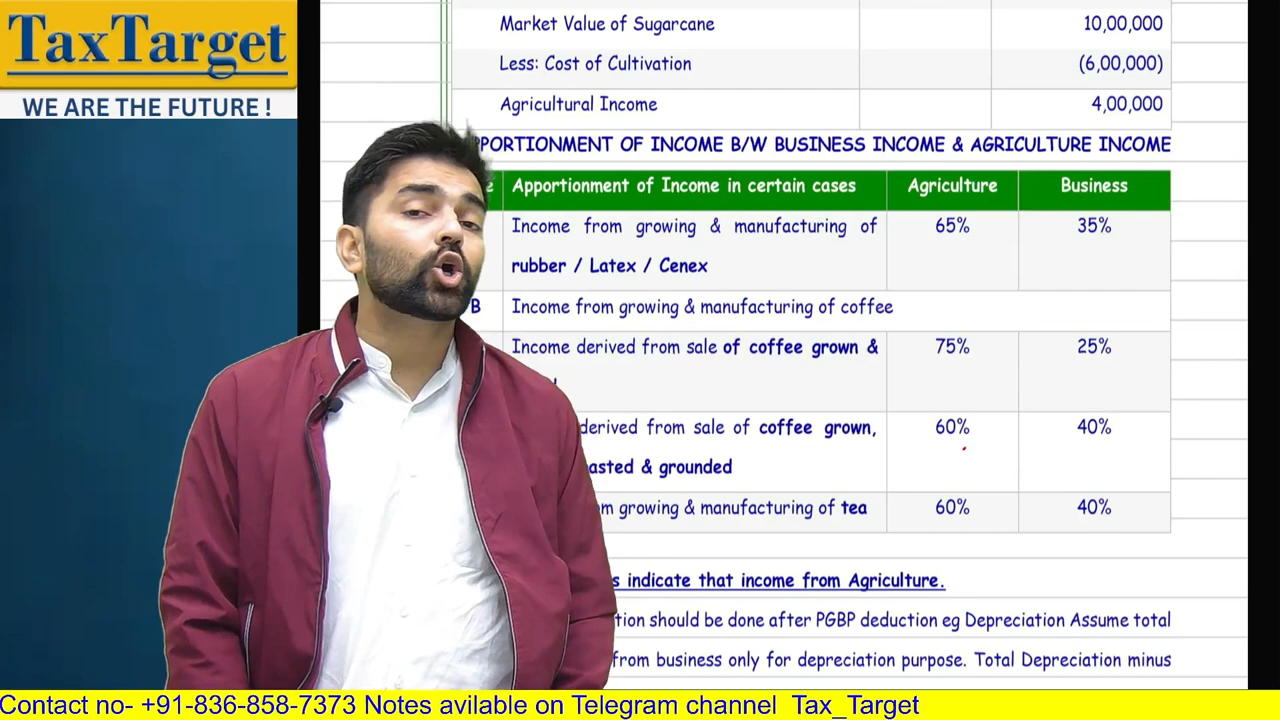 TaxTarget
WE ARE THE FUTURE !
Market Value of Sugarcane 10,00,000
Less: Cost of Cultivation (6,00,000)
Agricultural Income 4,00,000
PPORTIONMENT OF INCOME B/W BUSINESS INCOME & AGRICULTURE INCOME
e Apportionment of Income in certain cases Agriculture Business
Income from growing & manufacturing of 65% 35%
rubber / Latex / Cenex
B Income from growing & manufacturing of coffee
Income derived from sale of coffee grown & 75% 25%
derived from sale of coffee grown, 60% 40%
asted & grounded
m growing & manufacturing of tea 60% 40%
s indicate that income from Agriculture.
tion should be done after PGBP deduction eg Depreciation Assume total
from business only for depreciation purpose. Total Depreciation minus
Contact no- +91-836-858-7373 Notes avilable on Telegram channel Tax_Target